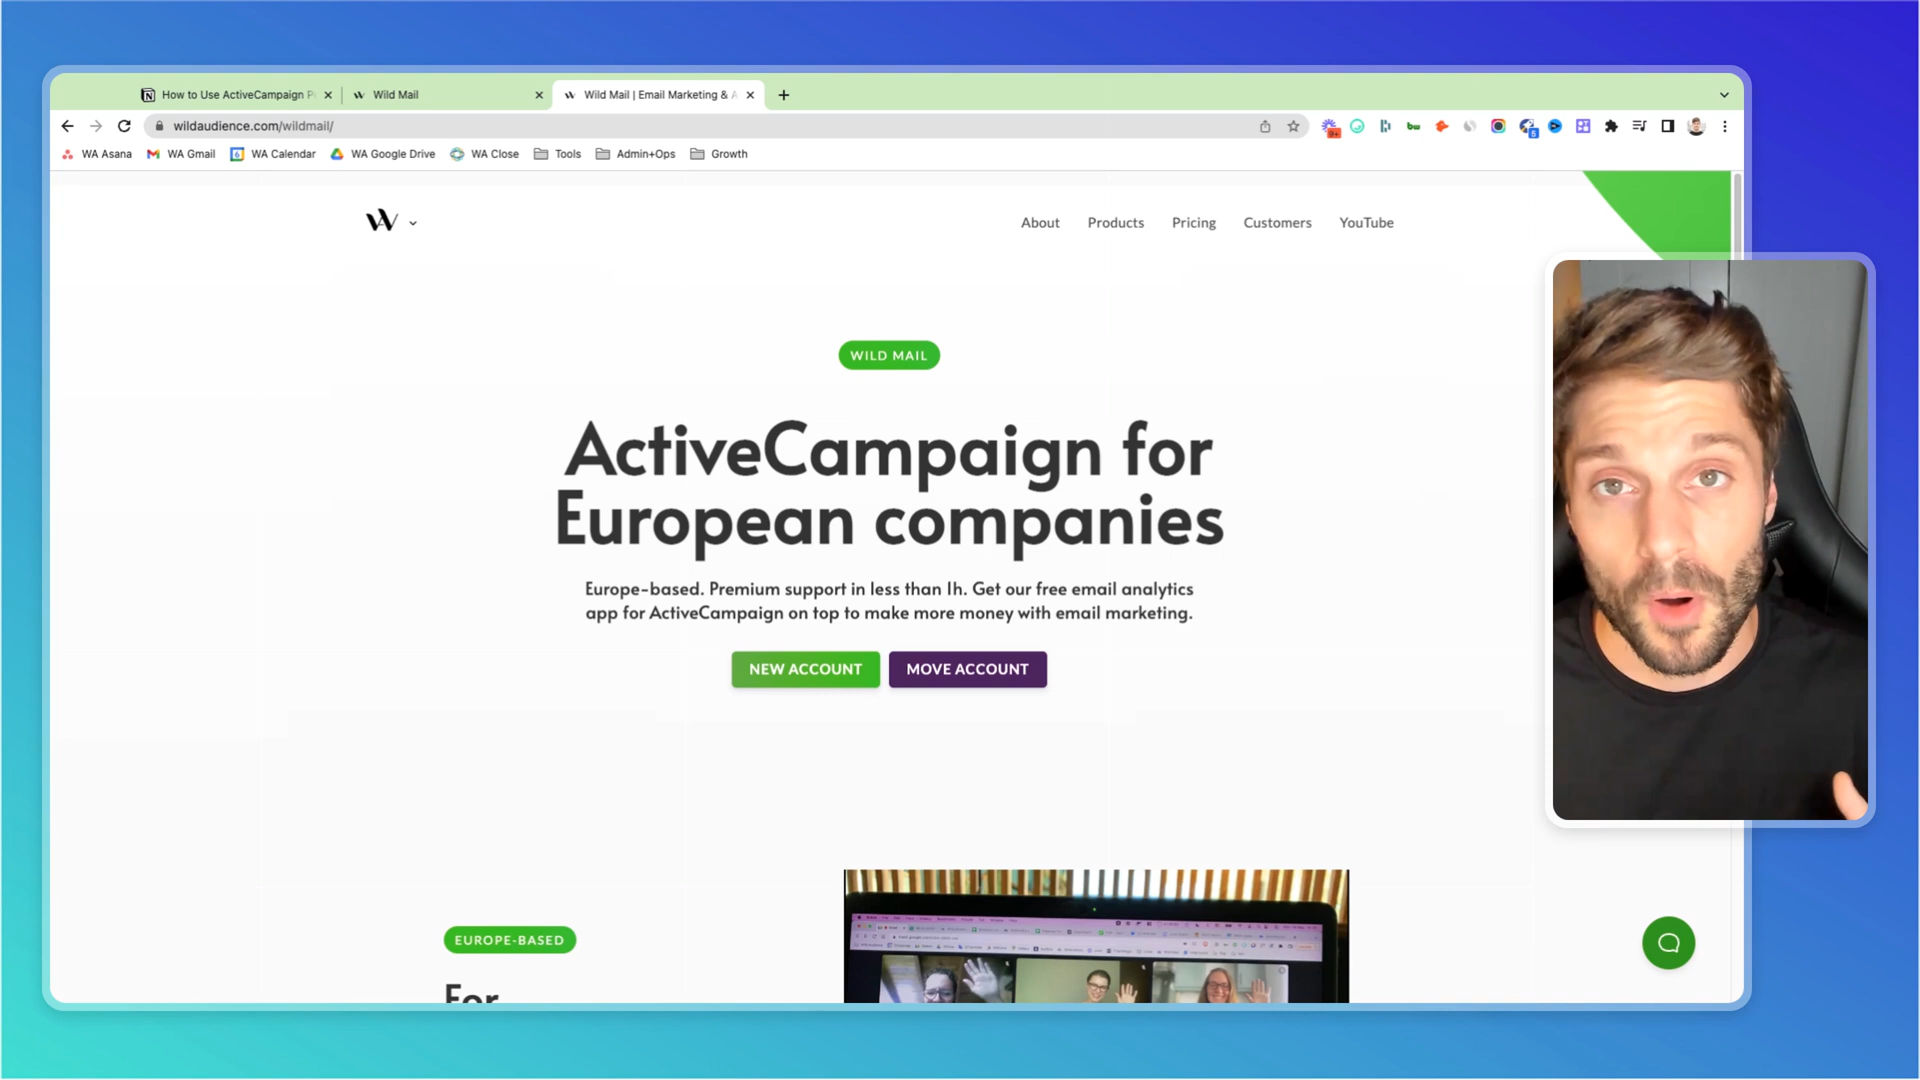 How to Use ActiveCampaign P
Wild Mail
Wild Mail | Email Marketing & A
wildaudience.com/wildmail/
WA Asana
WA Gmail
WA Calendar
WA Google Drive
WA Close
Tools
Admin+Ops
Growth
About
Products
Pricing
Customers
YouTube
WILD MAIL
ActiveCampaign for
European companies
Europe-based. Premium support in less than 1h. Get our free email analytics
app for ActiveCampaign on top to make more money with email marketing.
NEW ACCOUNT
MOVE ACCOUNT
EUROPE-BASED
For